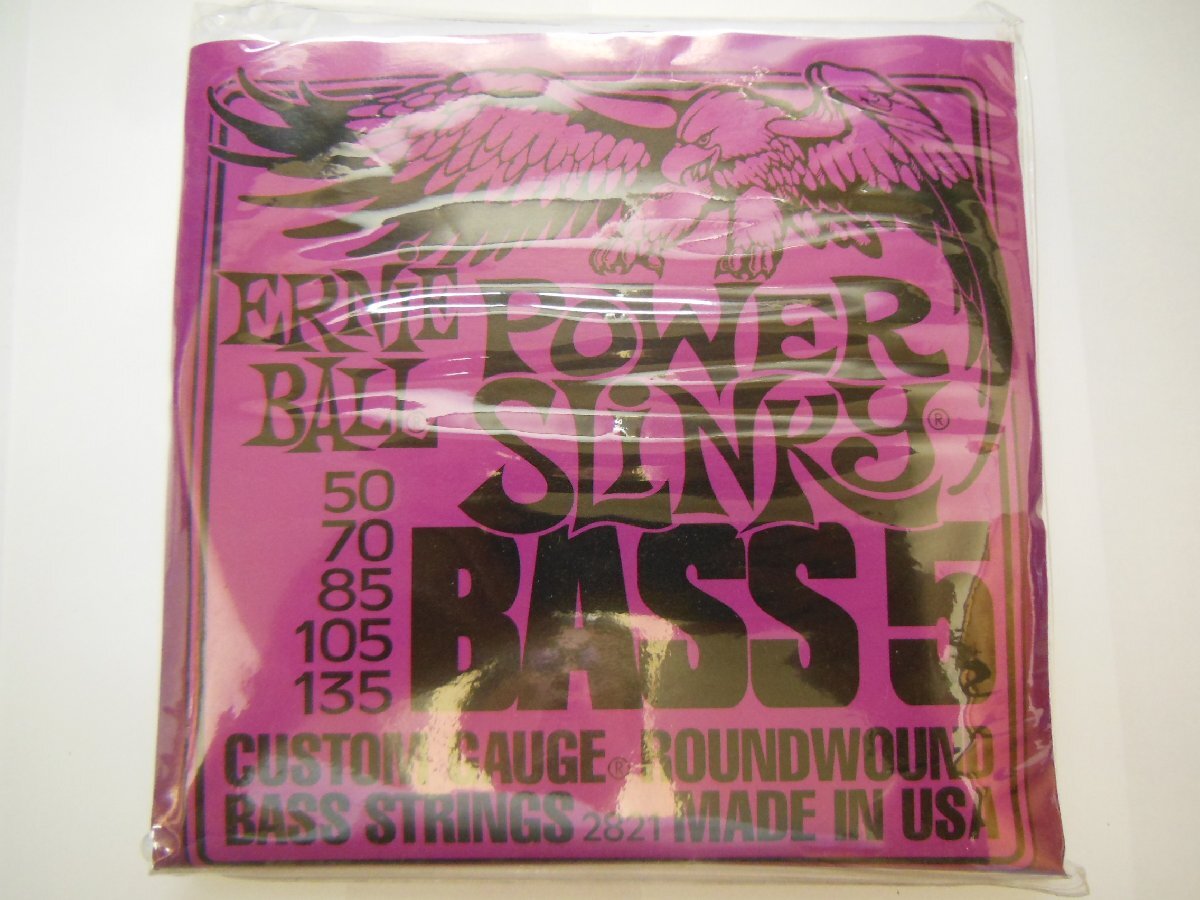 ERNIE BALL®
POWER SLINKY®
50
70
85
105
135
BASS 5
CUSTOM GAUGE® ROUNDWOUND
BASS STRINGS 2821 MADE IN USA